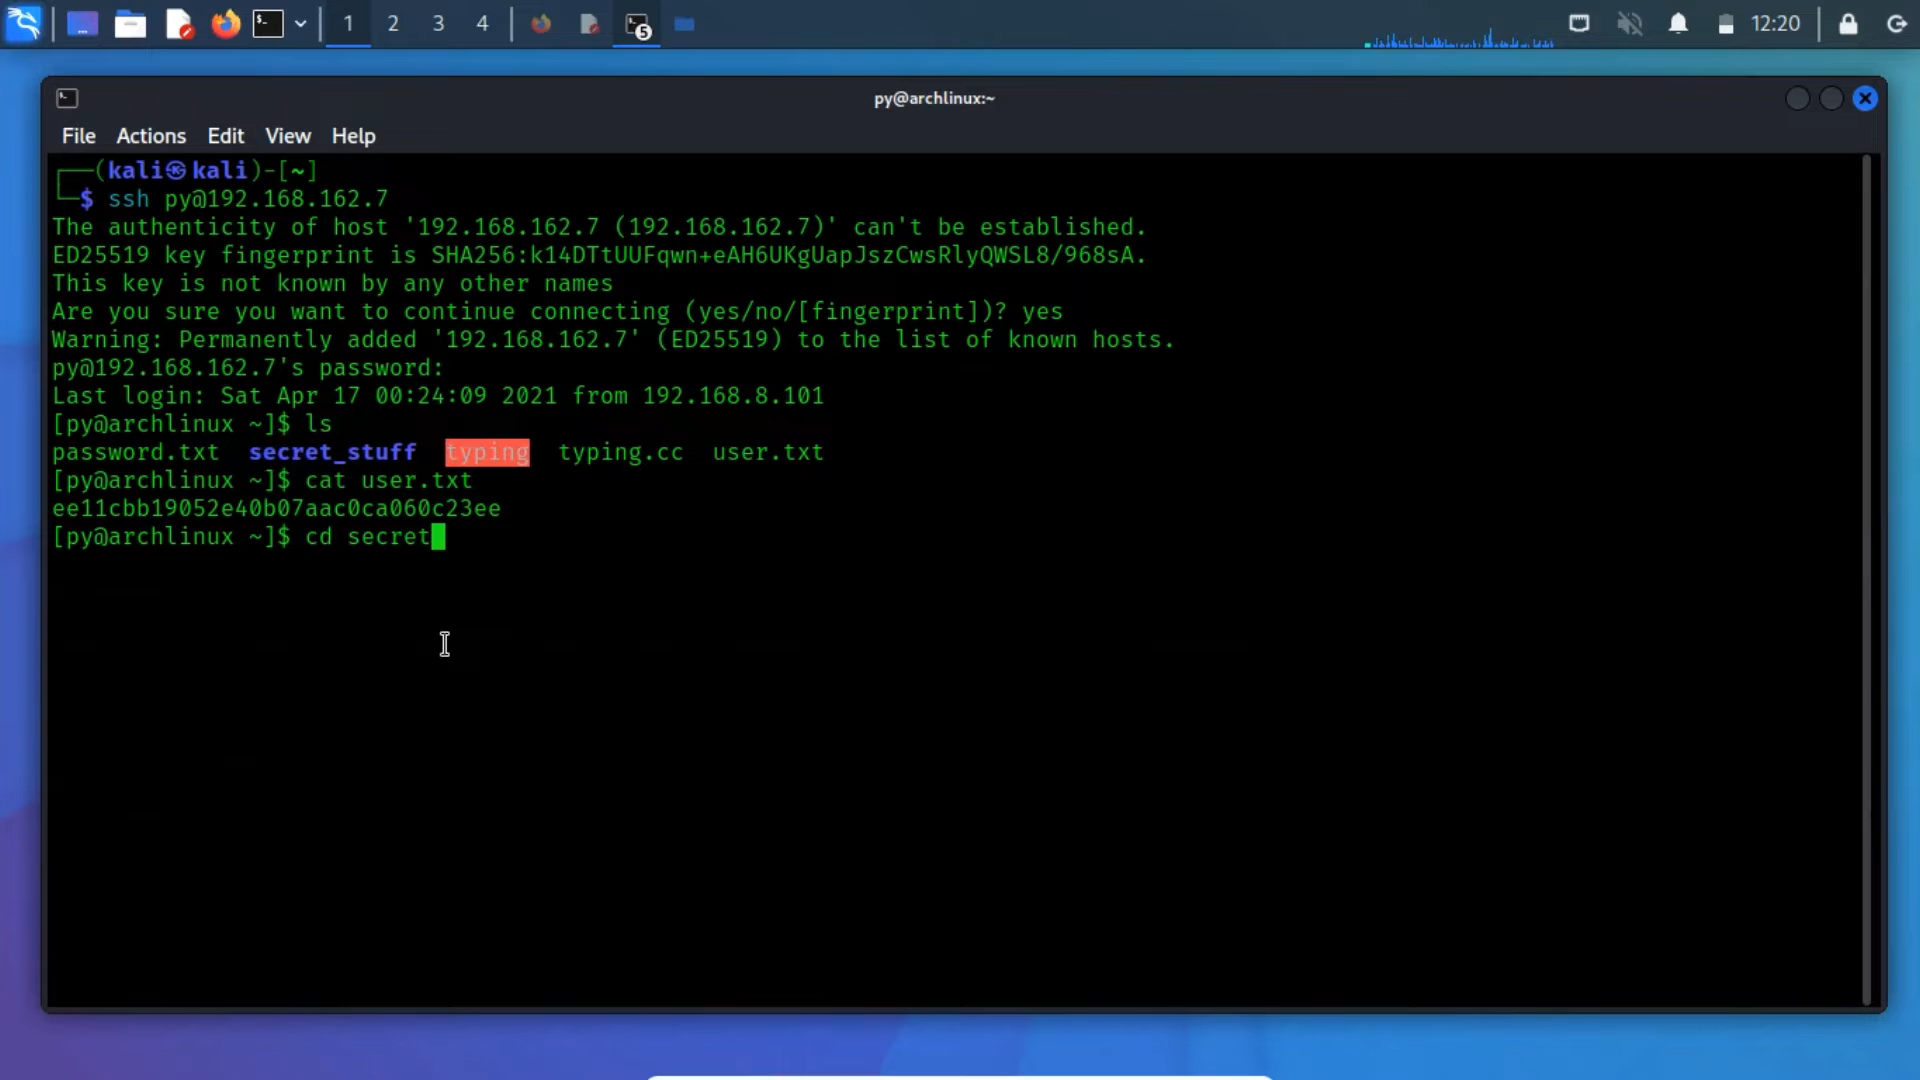 1 2 3 4 5 12:20
py@archlinux:~
File Actions Edit View Help
┌──(kali㉿kali)-[~]
└─$ ssh py@192.168.162.7
The authenticity of host '192.168.162.7 (192.168.162.7)' can't be established.
ED25519 key fingerprint is SHA256:k14DTtUUFqwn+eAH6UKgUapJszCwsRlyQWSL8/968sA.
This key is not known by any other names
Are you sure you want to continue connecting (yes/no/[fingerprint])? yes
Warning: Permanently added '192.168.162.7' (ED25519) to the list of known hosts.
py@192.168.162.7's password:
Last login: Sat Apr 17 00:24:09 2021 from 192.168.8.101
[py@archlinux ~]$ ls
password.txt secret_stuff typing typing.cc user.txt
[py@archlinux ~]$ cat user.txt
ee11cbb19052e40b07aac0ca060c23ee
[py@archlinux ~]$ cd secret